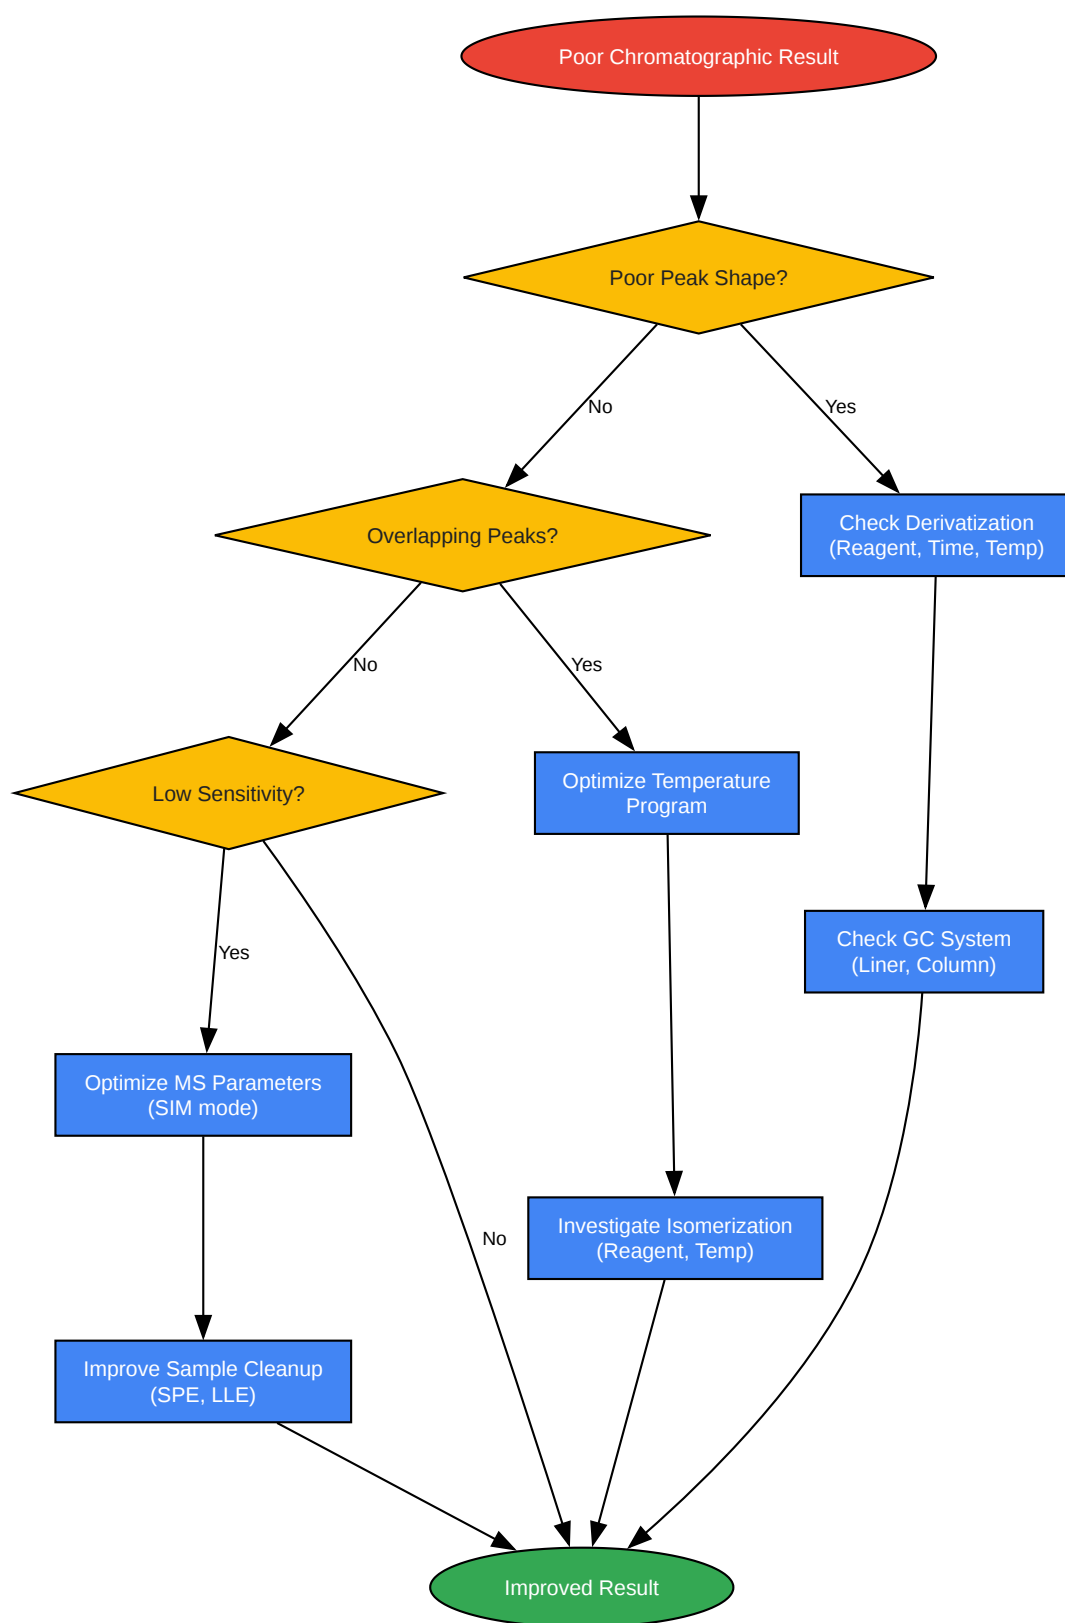 Poor Chromatographic Result
Poor Peak Shape?
No
Yes
Overlapping Peaks?
Check Derivatization
(Reagent, Time, Temp)
No
Yes
Low Sensitivity?
Optimize Temperature
Program
Yes
Check GC System
(Liner, Column)
Optimize MS Parameters
(SIM mode)
No
Investigate Isomerization
(Reagent, Temp)
Improve Sample Cleanup
(SPE, LLE)
Improved Result